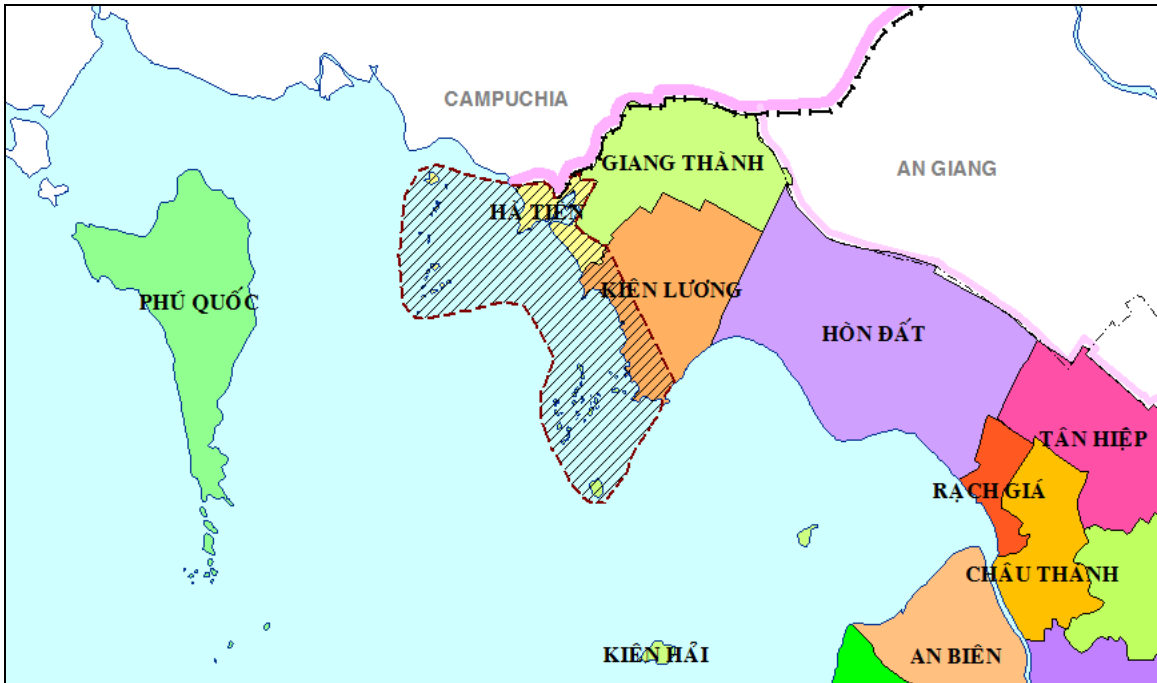 CAMPUCHIA
GIANG THÀNH
AN GIANG
HÀ TIÊN
PHÚ QUỐC
KIÊN LƯƠNG
HÒN ĐẤT
TÂN HIỆP
RẠCH GIÁ
CHÂU THÀNH
KIÊN HẢI
AN BIÊN